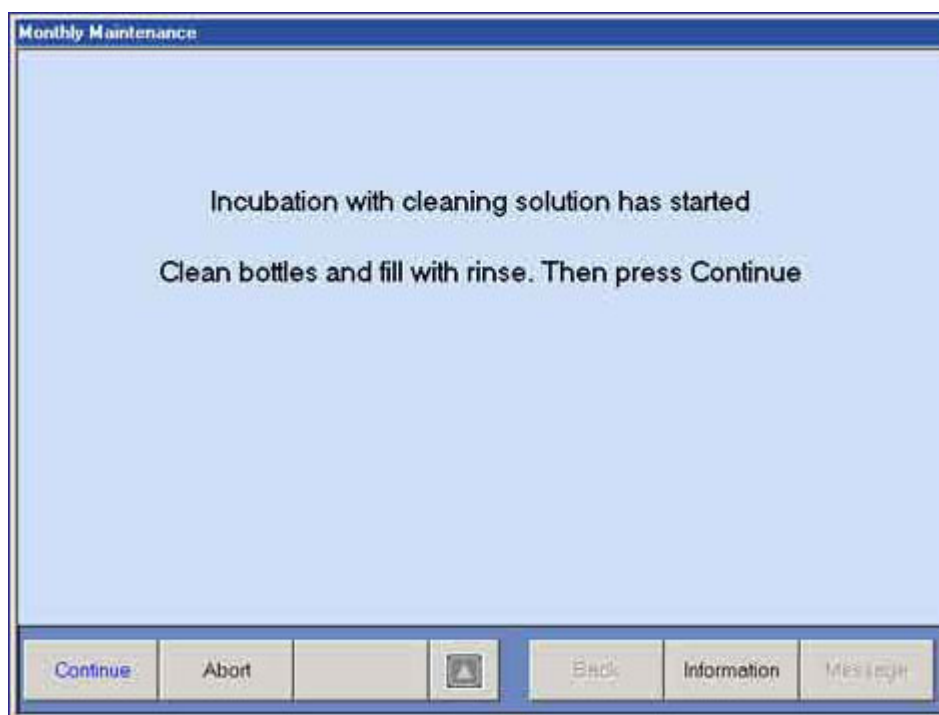 Monthly Maintenance
Incubation with cleaning solution has started
Clean bottles and fill with rinse. Then press Continue
Continue Abort Back Information Message